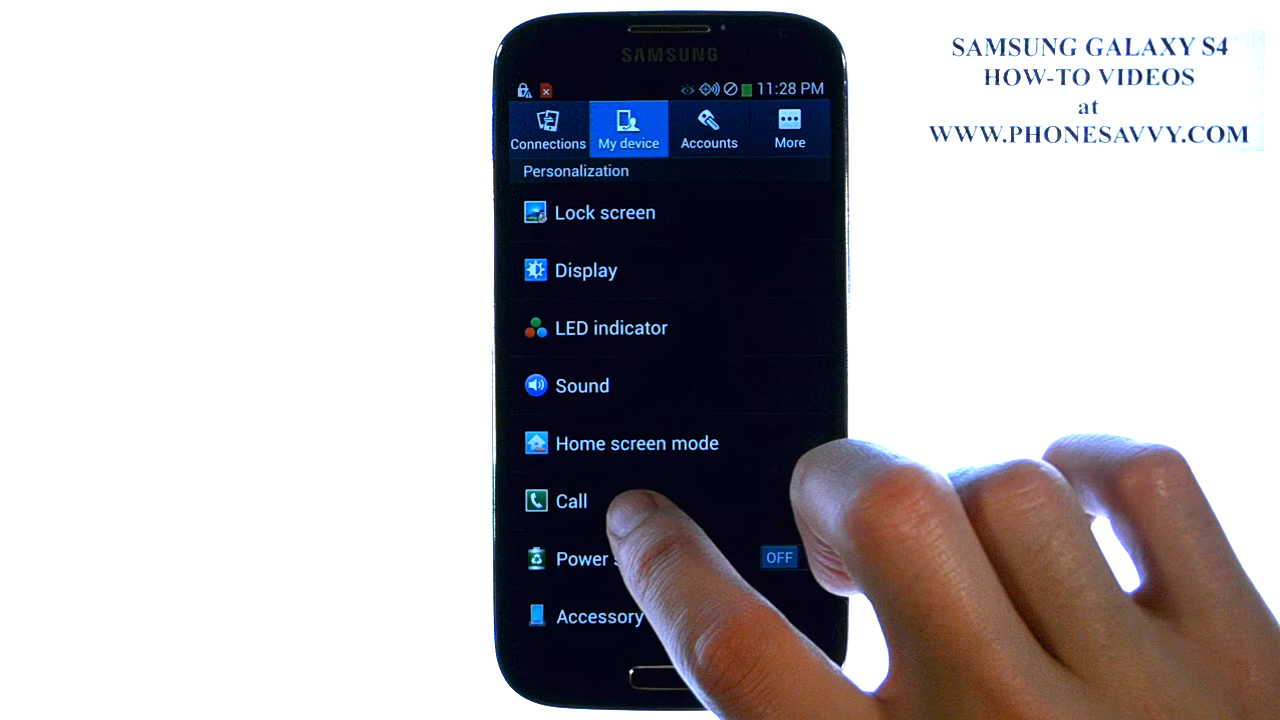 SAMSUNG GALAXY S4
HOW-TO VIDEOS
at
WWW.PHONESAVVY.COM
SAMSUNG
11:28 PM
Connections
My device
Accounts
More
Personalization
Lock screen
Display
LED indicator
Sound
Home screen mode
Call
Power
OFF
Accessory